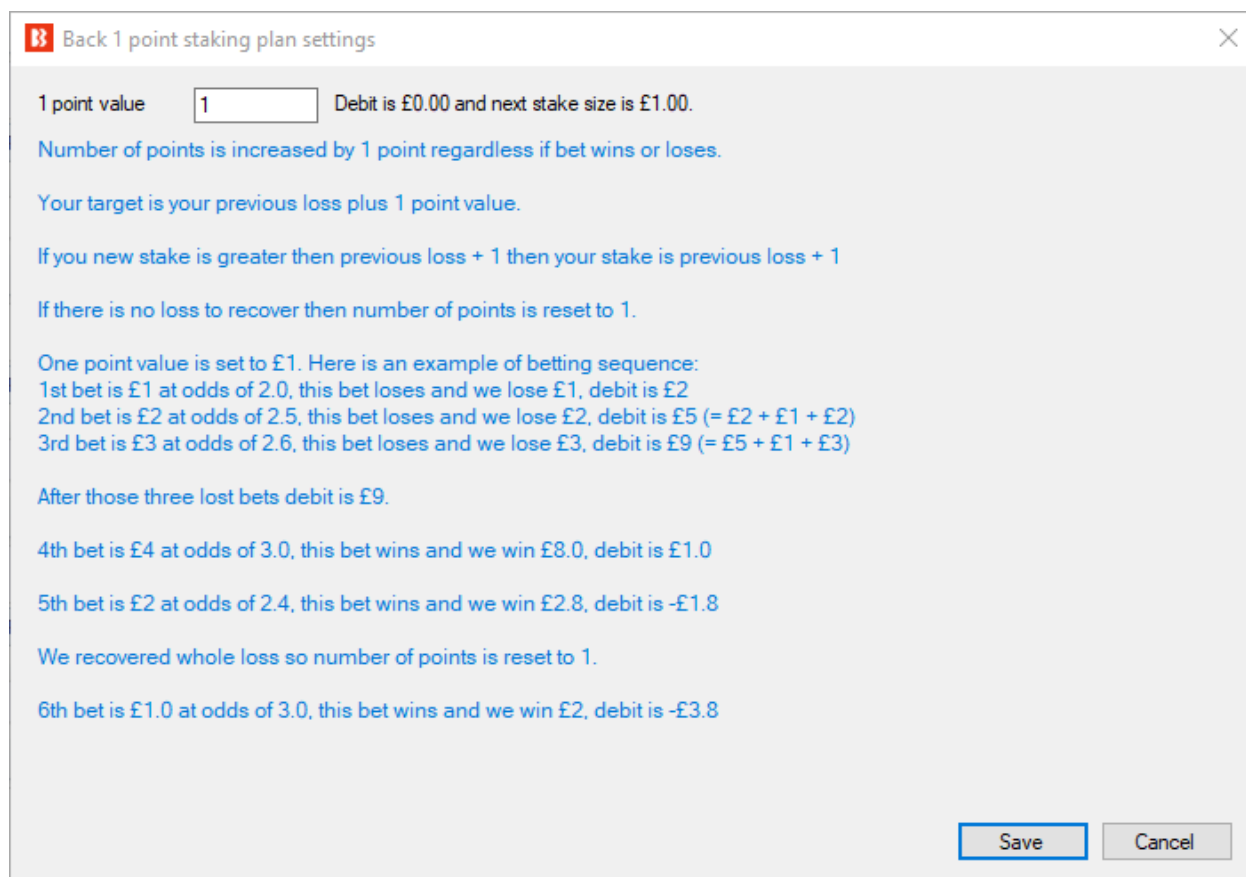 Back 1 point staking plan settings
1 point value 1 Debit is £0.00 and next stake size is £1.00.
Number of points is increased by 1 point regardless if bet wins or loses.
Your target is your previous loss plus 1 point value.
If you new stake is greater then previous loss + 1 then your stake is previous loss + 1
If there is no loss to recover then number of points is reset to 1.
One point value is set to £1. Here is an example of betting sequence:
1st bet is £1 at odds of 2.0, this bet loses and we lose £1, debit is £2
2nd bet is £2 at odds of 2.5, this bet loses and we lose £2, debit is £5 (= £2 + £1 + £2)
3rd bet is £3 at odds of 2.6, this bet loses and we lose £3, debit is £9 (= £5 + £1 + £3)
After those three lost bets debit is £9.
4th bet is £4 at odds of 3.0, this bet wins and we win £8.0, debit is £1.0
5th bet is £2 at odds of 2.4, this bet wins and we win £2.8, debit is -£1.8
We recovered whole loss so number of points is reset to 1.
6th bet is £1.0 at odds of 3.0, this bet wins and we win £2, debit is -£3.8
Save Cancel